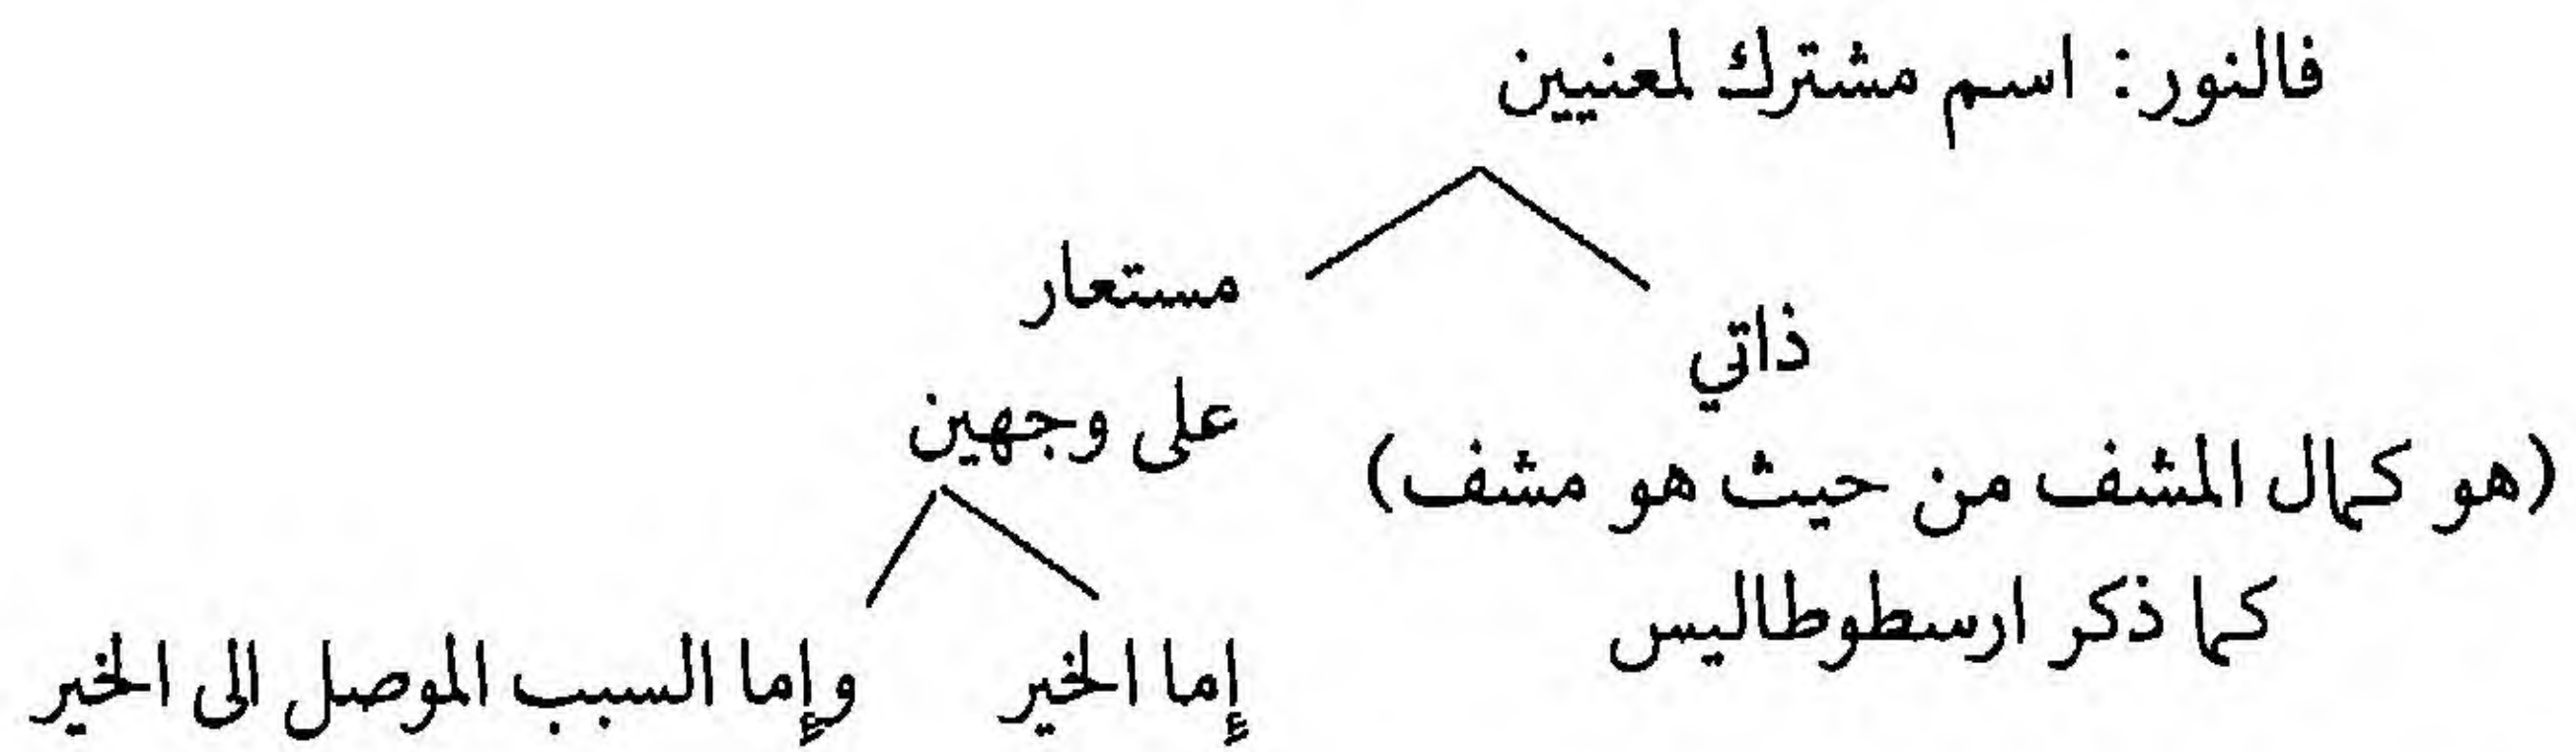 فالنور: اسم مشترك لمعنيين
ذاتي
(هو كمال المشف من حيث هو مشف)
كما ذكر ارسطوطاليس
مستعار
على وجهين
إما الخير
وإما السبب الموصل الى الخير